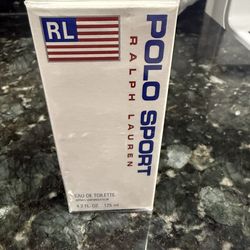 RL
POLO SPORT
RALPH LAUREN
EAU DE TOILETTE
4.2 FL. OZ. 125 ml